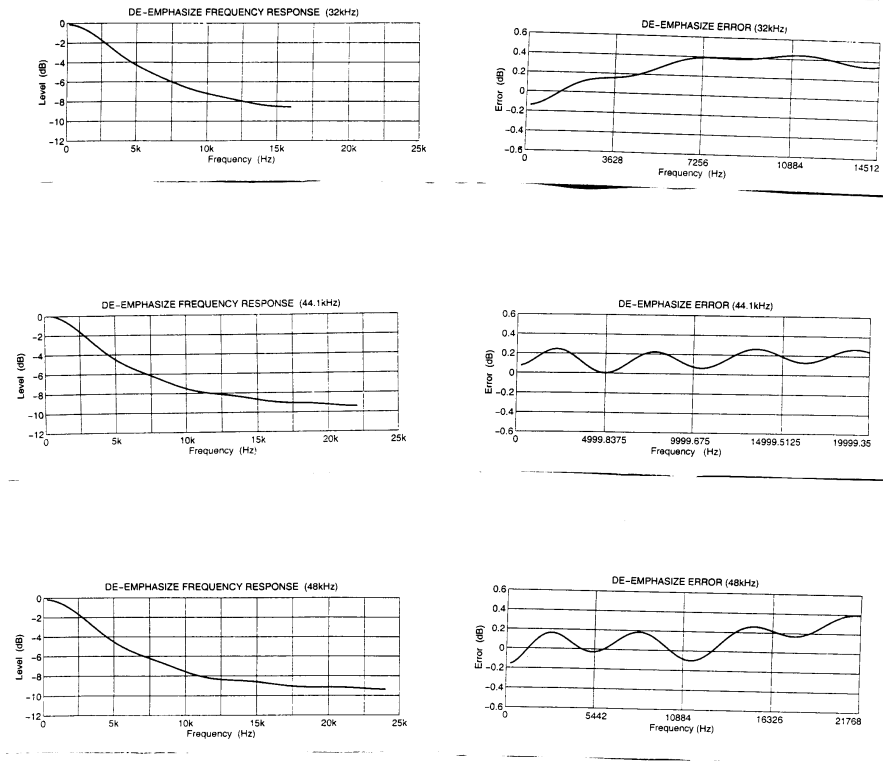 DE-EMPHASIZE FREQUENCY RESPONSE (32kHz)
0
-2
-4
-6
-8
-10
-12
Level (dB)
0 5k 10k 15k 20k 25k
Frequency (Hz)
DE-EMPHASIZE ERROR (32kHz)
0.6
0.4
0.2
0
-0.2
-0.4
-0.6
Error (dB)
0 3628 7256 10884 14512
Frequency (Hz)
DE-EMPHASIZE FREQUENCY RESPONSE (44.1kHz)
0
-2
-4
-6
-8
-10
-12
Level (dB)
0 5k 10k 15k 20k 25k
Frequency (Hz)
DE-EMPHASIZE ERROR (44.1kHz)
0.6
0.4
0.2
0
-0.2
-0.4
-0.6
Error (dB)
0 4999.8375 9999.675 14999.5125 19999.35
Frequency (Hz)
DE-EMPHASIZE FREQUENCY RESPONSE (48kHz)
0
-2
-4
-6
-8
-10
-12
Level (dB)
0 5k 10k 15k 20k 25k
Frequency (Hz)
DE-EMPHASIZE ERROR (48kHz)
0.6
0.4
0.2
0
-0.2
-0.4
-0.6
Error (dB)
0 5442 10884 16326 21768
Frequency (Hz)